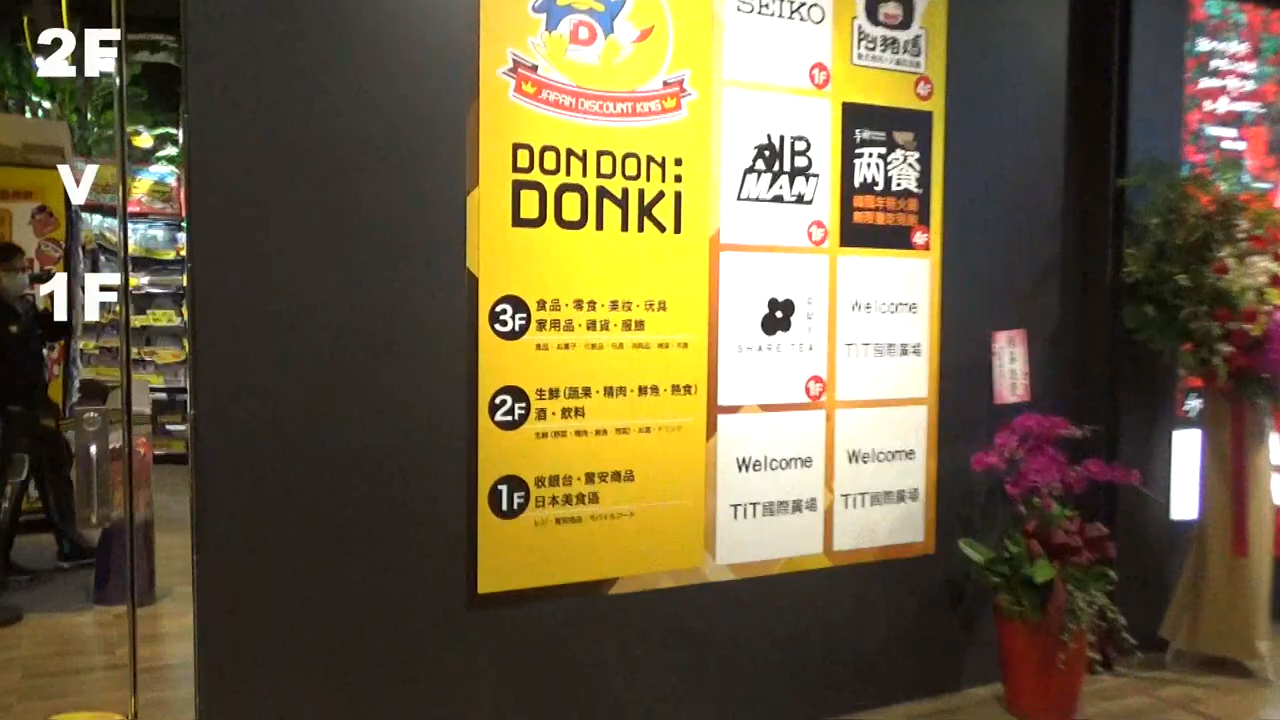 2F
V
1F
D
JAPAN DISCOUNT KING
DON DON:
DONKi
3F
食品・零食・美妝・玩具
家用品・雜貨・服飾
2F
生鮮(蔬果・精肉・鮮魚・熟食)
酒・飲料
1F
收銀台・驚安商品
日本美食區
SEIKO
1F
4F
MAN
1F
两餐
4F
SHARE TEA
1F
Welcome
TiT國際廣場
Welcome
TiT國際廣場
Welcome
TiT國際廣場